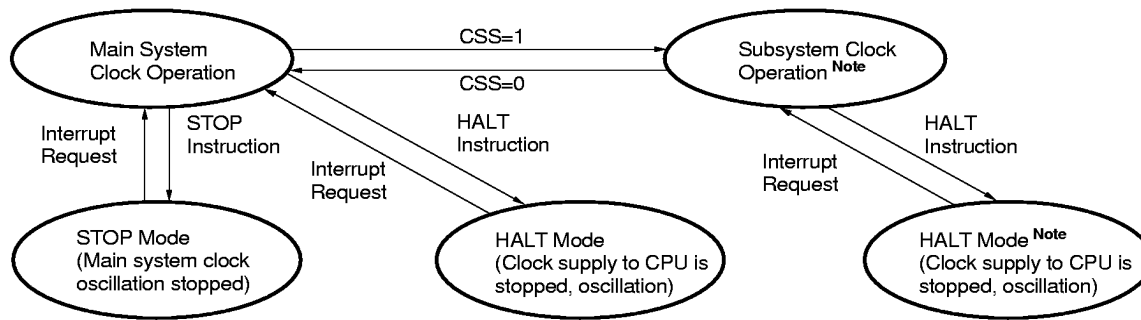 Main System
Clock Operation
CSS=1
CSS=0
Subsystem Clock
Operation Note
Interrupt
Request
STOP
Instruction
HALT
Instruction
Interrupt
Request
HALT
Instruction
Interrupt
Request
STOP Mode
(Main system clock
oscillation stopped)
HALT Mode
(Clock supply to CPU is
stopped, oscillation)
HALT Mode Note
(Clock supply to CPU is
stopped, oscillation)